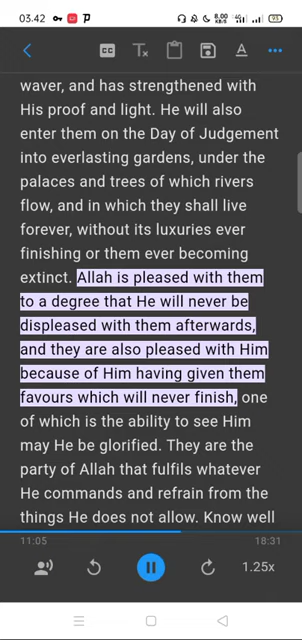 03.42
8.00
KB/S
4G
93
CC
A
waver, and has strengthened with
His proof and light. He will also
enter them on the Day of Judgement
into everlasting gardens, under the
palaces and trees of which rivers
flow, and in which they shall live
forever, without its luxuries ever
finishing or them ever becoming
extinct. Allah is pleased with them
to a degree that He will never be
displeased with them afterwards,
and they are also pleased with Him
because of Him having given them
favours which will never finish, one
of which is the ability to see Him
may He be glorified. They are the
party of Allah that fulfils whatever
He commands and refrain from the
things He does not allow. Know well
11:05 18:31
1.25x